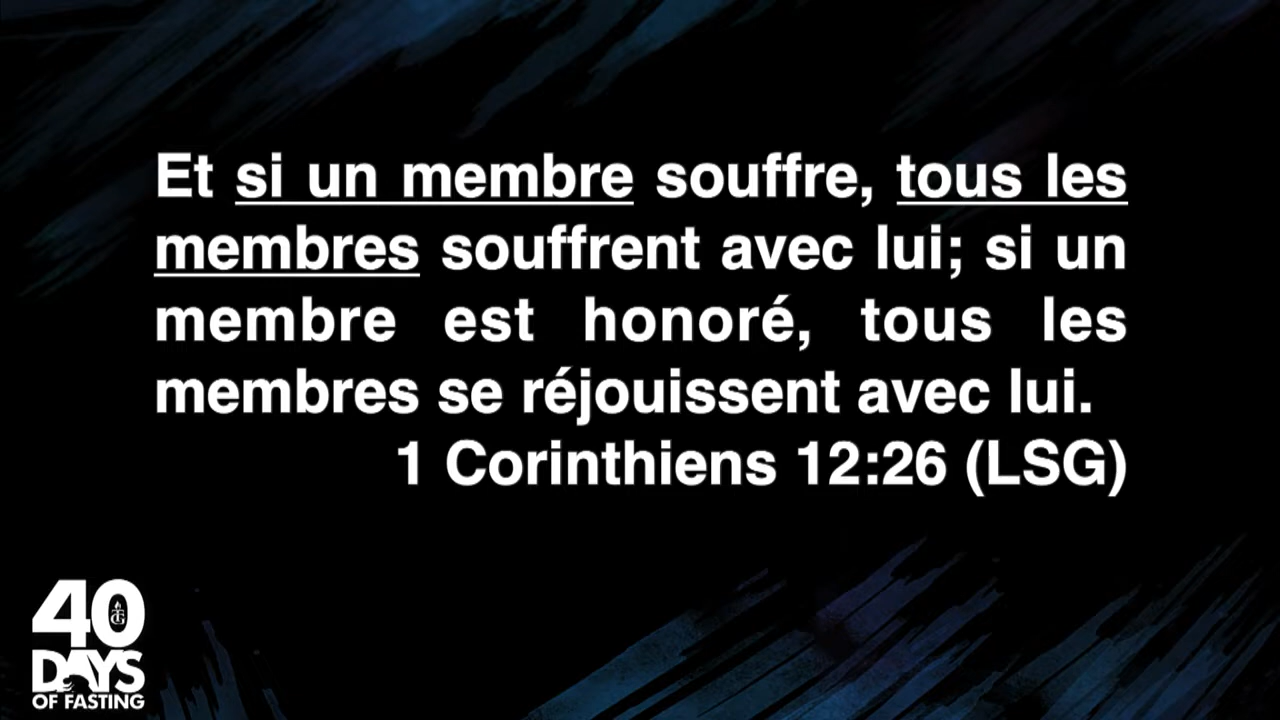 Et si un membre souffre, tous les
membres souffrent avec lui; si un
membre est honoré, tous les
membres se réjouissent avec lui.
1 Corinthiens 12:26 (LSG)
40
DAYS
OF FASTING